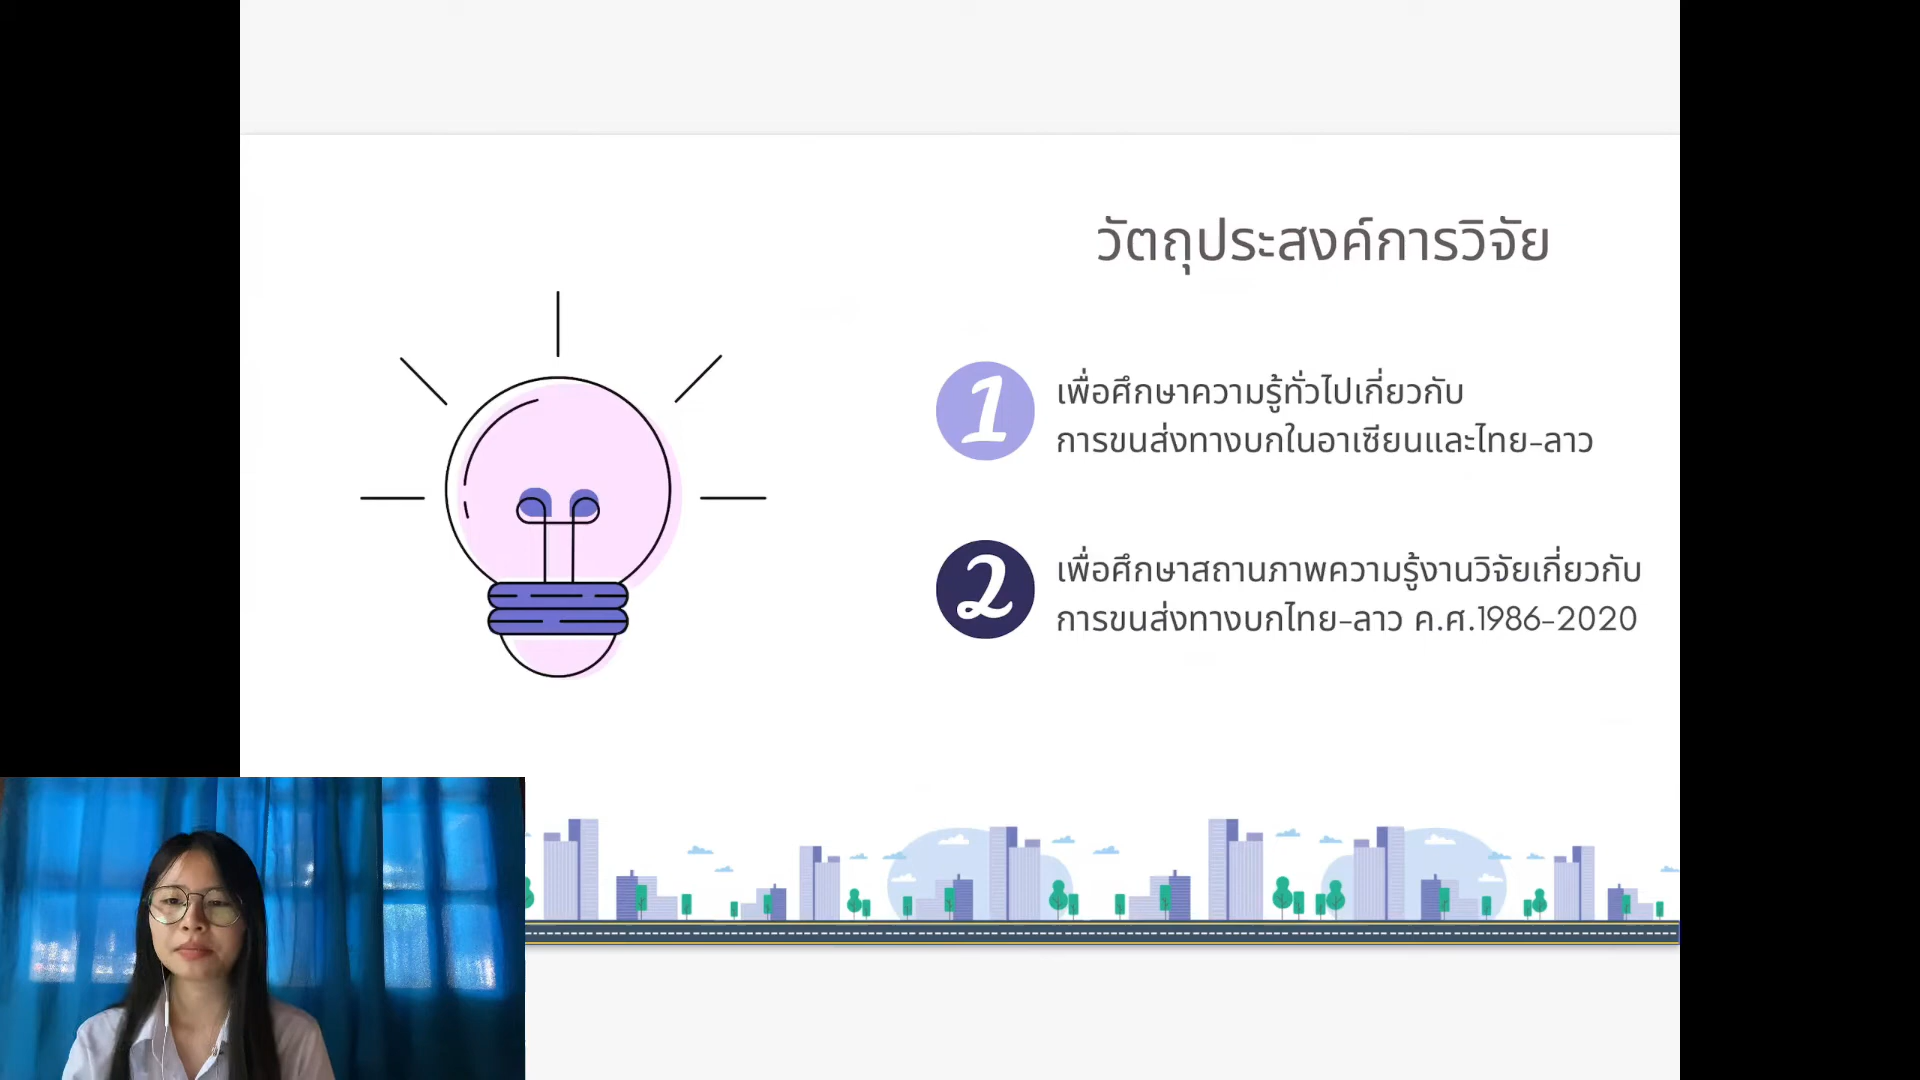 วัตถุประสงค์การวิจัย
1
เพื่อศึกษาความรู้ทั่วไปเกี่ยวกับ
การขนส่งทางบกในอาเซียนและไทย-ลาว
2
เพื่อศึกษาสถานภาพความรู้งานวิจัยเกี่ยวกับ
การขนส่งทางบกไทย-ลาว ค.ศ.1986-2020